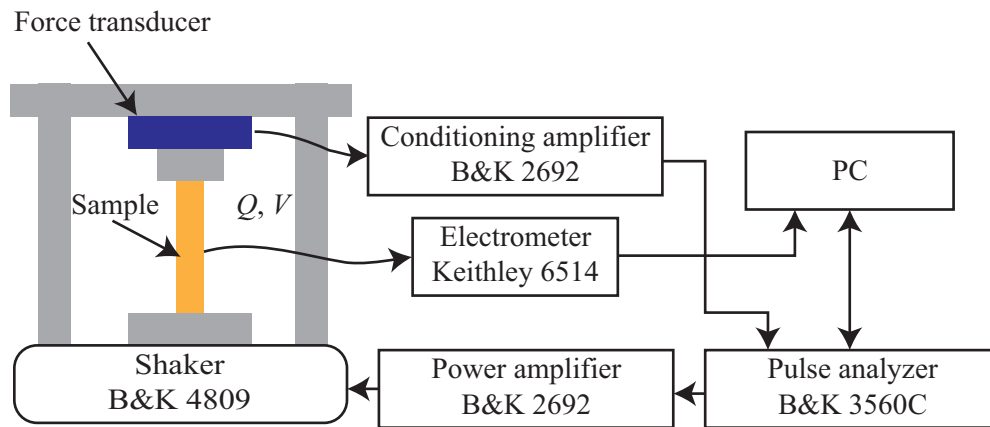 Force transducer
Conditioning amplifier
B&K 2692
PC
Sample
Q, V
Electrometer
Keithley 6514
Shaker
B&K 4809
Power amplifier
B&K 2692
Pulse analyzer
B&K 3560C